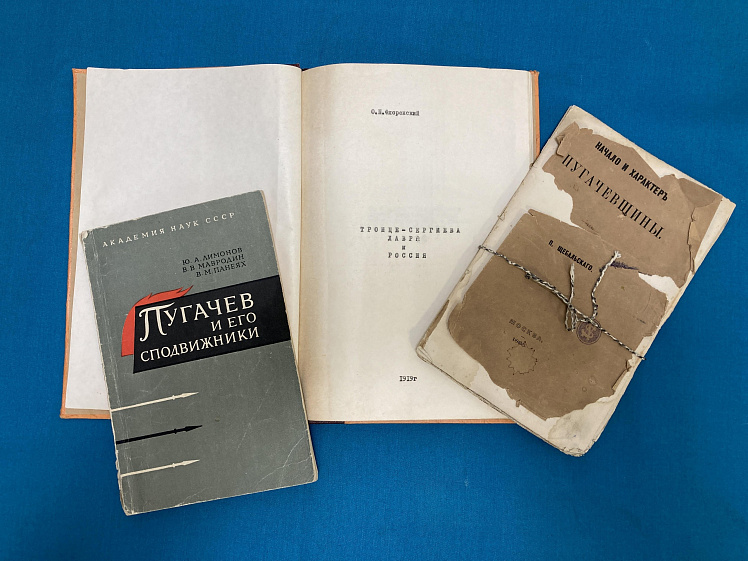 АКАДЕМИЯ НАУК СССР
Ю. А. ЛИМОНОВ
В. В. МАВРОДИН
В. М. ПАНЕЯХ
ПУГАЧЕВ
И ЕГО
СПОДВИЖНИКИ
О.П.Флоренский
ТРОИЦЕ-СЕРГИЕВА
ЛАВРА
и
РОССИЯ
1919г
НАЧАЛО И ХАРАКТЕРЪ
ПУГАЧЕВЩИНЫ.
П. ЩЕБАЛЬСКАГО.
МОСКВА.